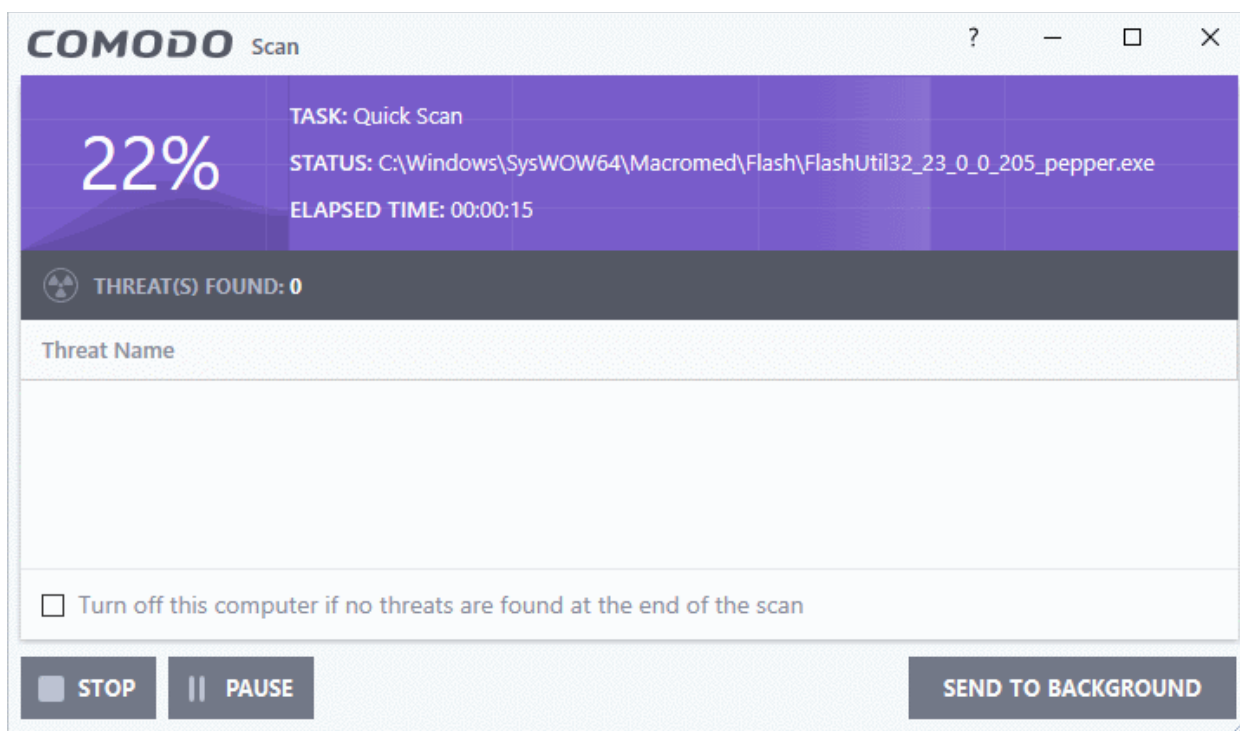 COMODO Scan ?
22%
TASK: Quick Scan
STATUS: C:\Windows\SysWOW64\Macromed\Flash\FlashUtil32_23_0_0_205_pepper.exe
ELAPSED TIME: 00:00:15
THREAT(S) FOUND: 0
Threat Name
Turn off this computer if no threats are found at the end of the scan
STOP PAUSE SEND TO BACKGROUND